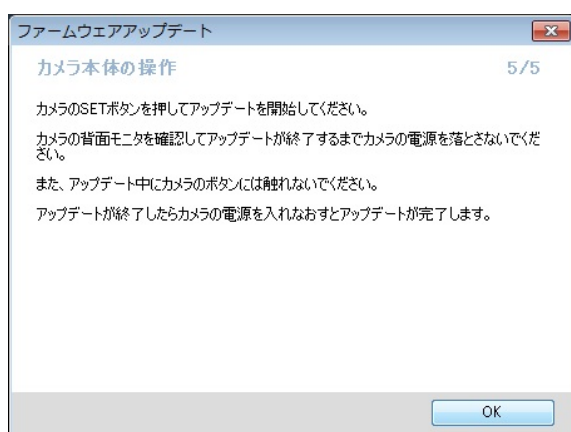 ファームウェアアップデート
カメラ本体の操作
5/5
カメラのSETボタンを押してアップデートを開始してください。
カメラの背面モニタを確認してアップデートが終了するまでカメラの電源を落とさないでくだ
さい。
また、アップデート中にカメラのボタンには触れないでください。
アップデートが終了したらカメラの電源を入れなおすとアップデートが完了します。
OK